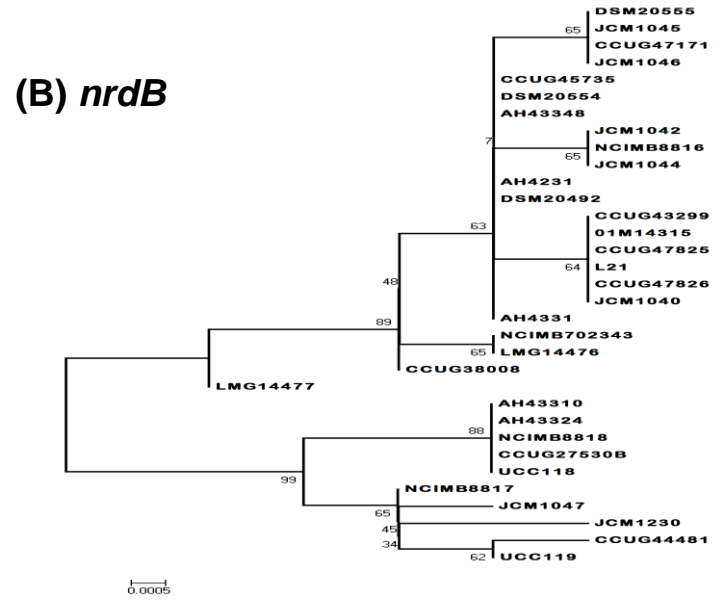 DSM20555
65
JCM1045
CCUG47171
JCM1046
(B) nrdB
CCUG45735
DSM20554
AH43348
JCM1042
7
NCIMB8816
65
JCM1044
AH4231
DSM20492
CCUG43299
63
01M14315
CCUG47825
64
L21
CCUG47826
48
JCM1040
AH4331
89
NCIMB702343
65
LMG14476
CCUG38008
LMG14477
AH43310
AH43324
88
NCIMB8818
CCUG27530B
UCC118
99
NCIMB8817
65
JCM1047
45
JCM1230
34
CCUG44481
62
UCC119
0.0005